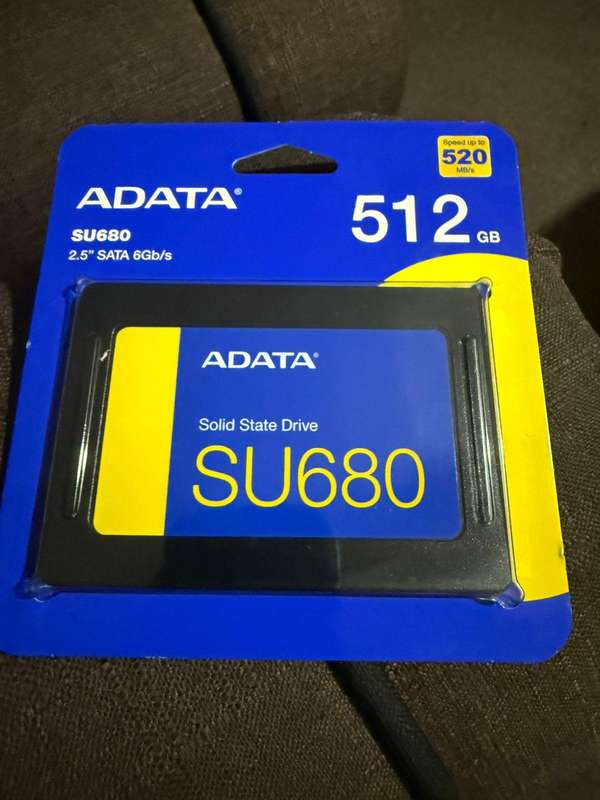 Speed up to
520
MB/s
ADATA®
512 GB
SU680
2.5" SATA 6Gb/s
ADATA®
Solid State Drive
SU680